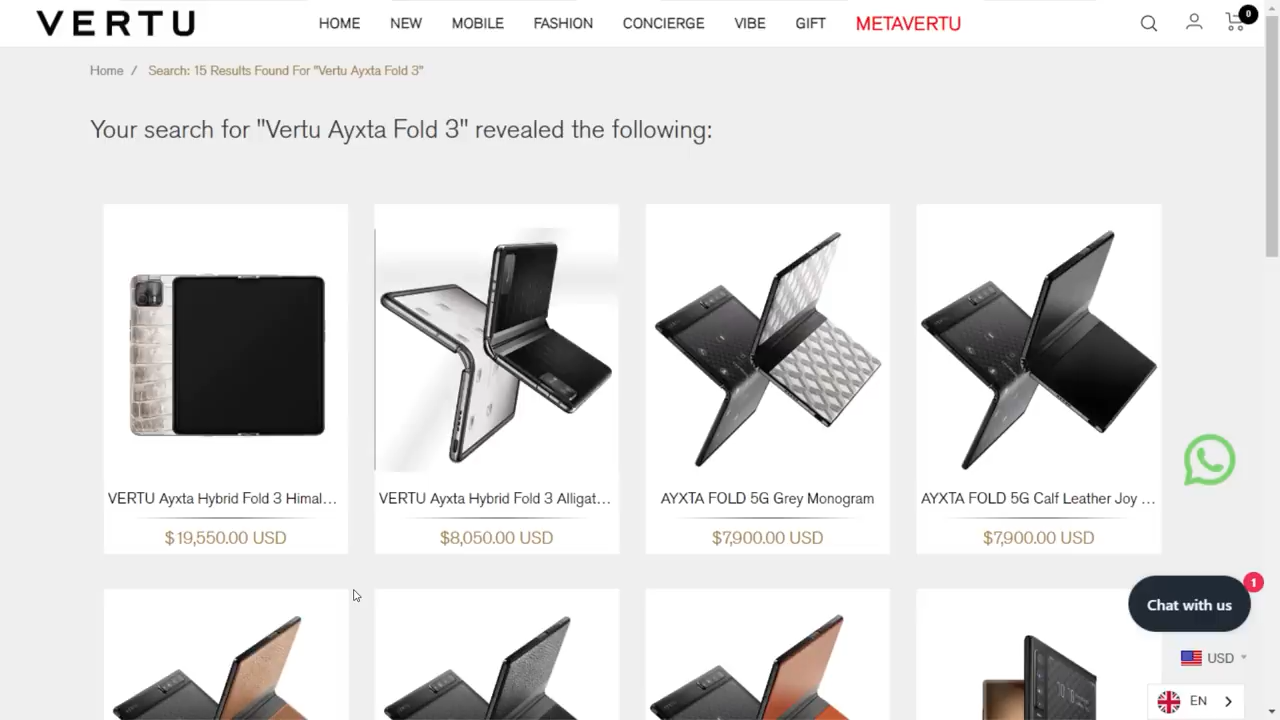 VERTU
HOME NEW MOBILE FASHION CONCIERGE VIBE GIFT METAVERTU
0
Home / Search: 15 Results Found For "Vertu Ayxta Fold 3"
Your search for "Vertu Ayxta Fold 3" revealed the following:
VERTU Ayxta Hybrid Fold 3 Himal...
$19,550.00 USD
VERTU Ayxta Hybrid Fold 3 Alligat...
$8,050.00 USD
AYXTA FOLD 5G Grey Monogram
$7,900.00 USD
AYXTA FOLD 5G Calf Leather Joy ...
$7,900.00 USD
1
Chat with us
USD
EN